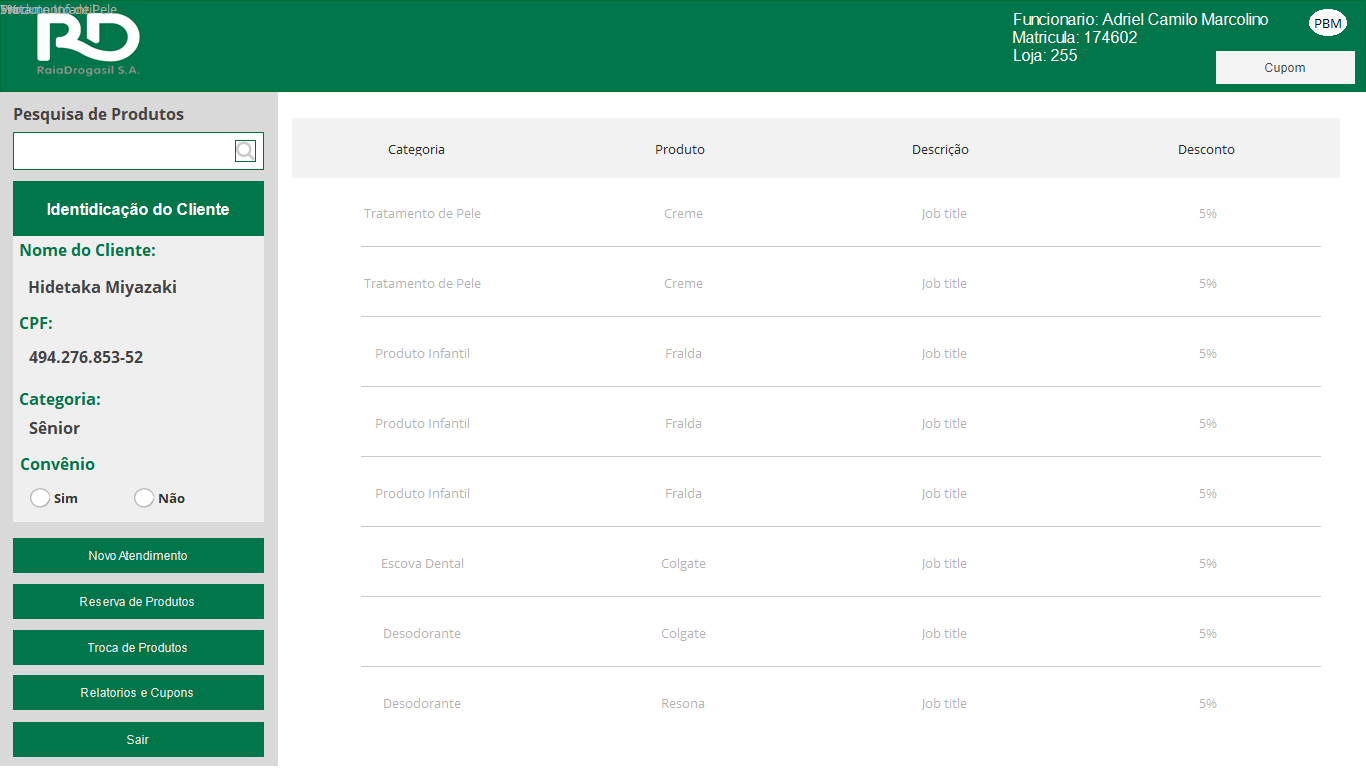 RD
RaiaDrogasil S.A.
Funcionario: Adriel Camilo Marcolino
Matricula: 174602
Loja: 255
PBM
Cupom
Pesquisa de Produtos
Identidicação do Cliente
Nome do Cliente:
Hidetaka Miyazaki
CPF:
494.276.853-52
Categoria:
Sênior
Convênio
Sim Não
Novo Atendimento
Reserva de Produtos
Troca de Produtos
Relatorios e Cupons
Sair
Categoria Produto Descrição Desconto
Tratamento de Pele Creme Job title 5%
Tratamento de Pele Creme Job title 5%
Produto Infantil Fralda Job title 5%
Produto Infantil Fralda Job title 5%
Produto Infantil Fralda Job title 5%
Escova Dental Colgate Job title 5%
Desodorante Colgate Job title 5%
Desodorante Resona Job title 5%